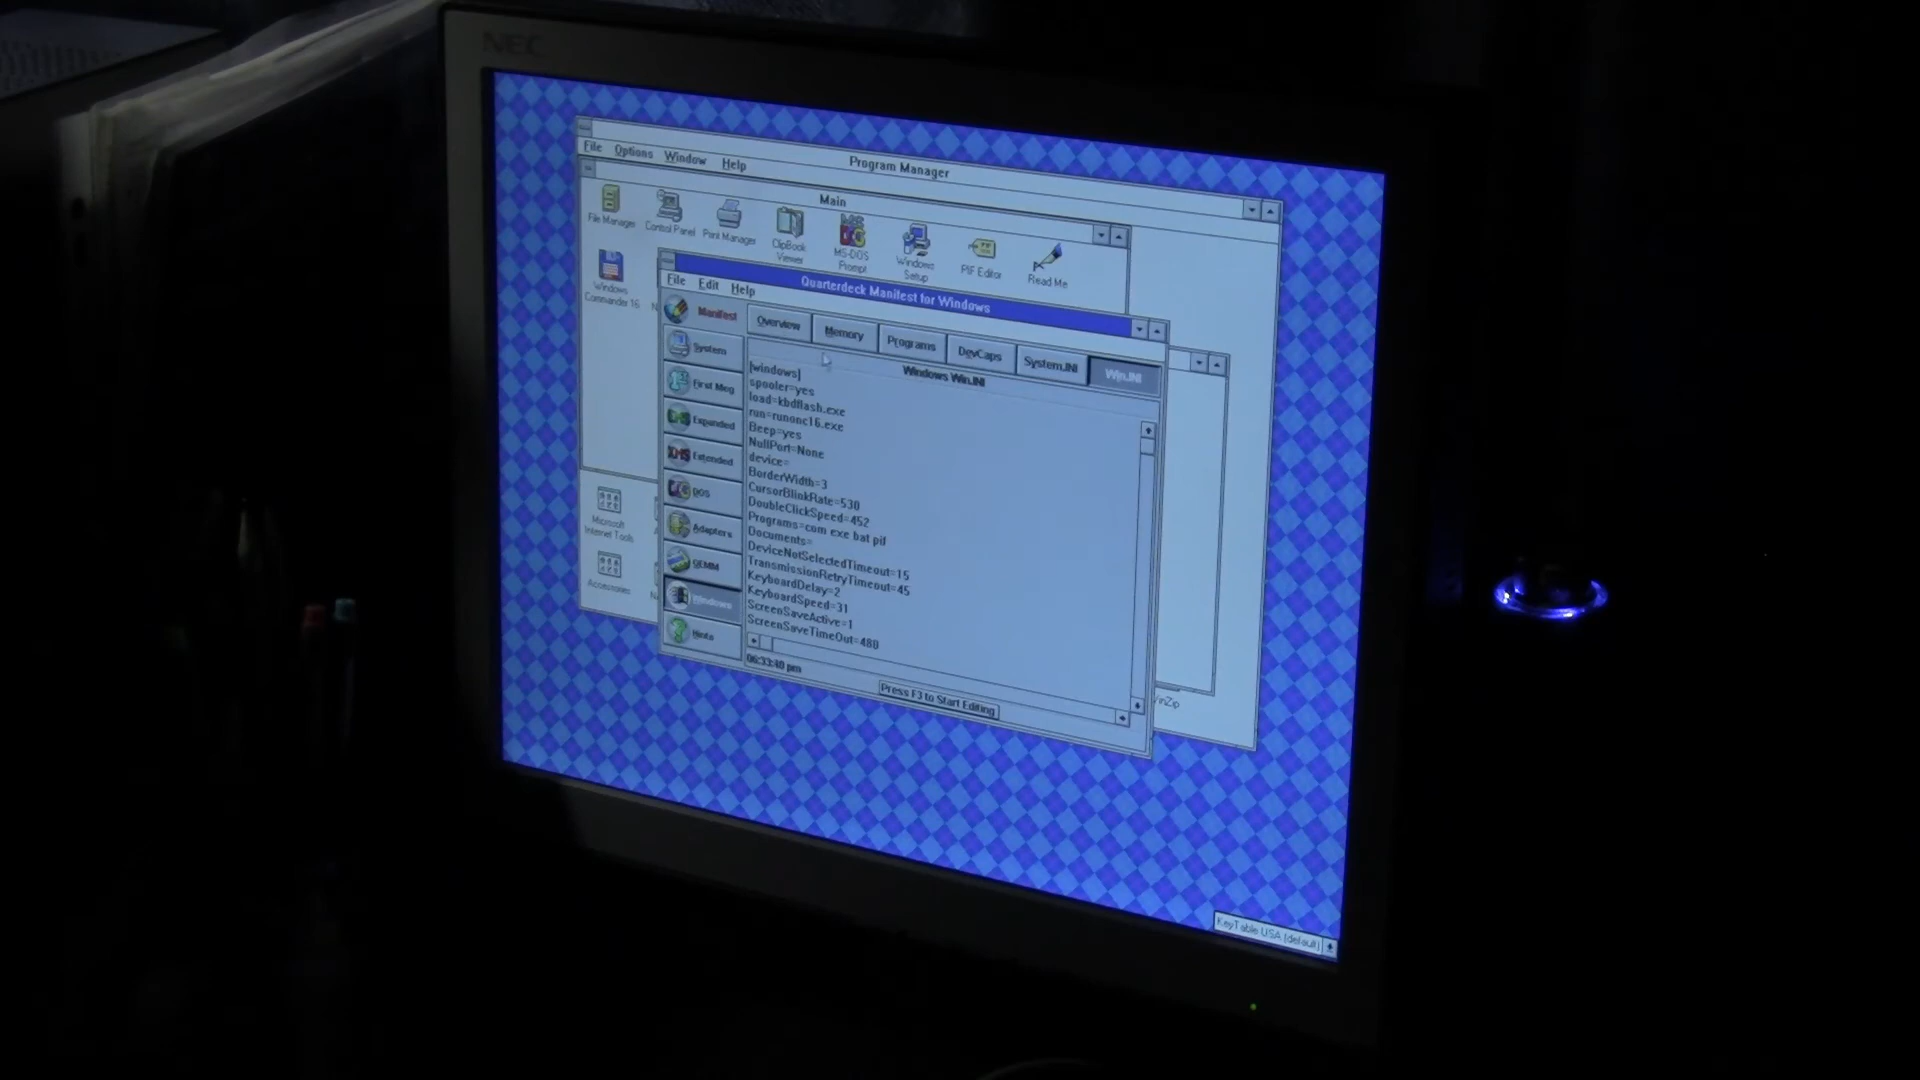 NEC
Program Manager
File Options Window Help
Main
File Manager
Control Panel
Print Manager
ClipBook Viewer
MS-DOS Prompt
Windows Setup
PIF Editor
Read Me
Windows Commander 16
Quarterdeck Manifest for Windows
File Edit Help
Manifest
System
First Meg
Expanded
Extended
DOS
Adapters
QEMM
Windows
Hints
Overview Memory Programs DevCaps System.INI Win.INI
Windows Win.INI
[windows]
spooler=yes
load=kbdflash.exe
run=runonc16.exe
Beep=yes
NullPort=None
device=
BorderWidth=3
CursorBlinkRate=530
DoubleClickSpeed=452
Programs=com exe bat pif
Documents=
DeviceNotSelectedTimeout=15
TransmissionRetryTimeout=45
KeyboardDelay=2
KeyboardSpeed=31
ScreenSaveActive=1
ScreenSaveTimeOut=480
06:33:40 pm
Press F3 to Start Editing
Microsoft Internet Tools
Accessories
KeyTable USA (default)